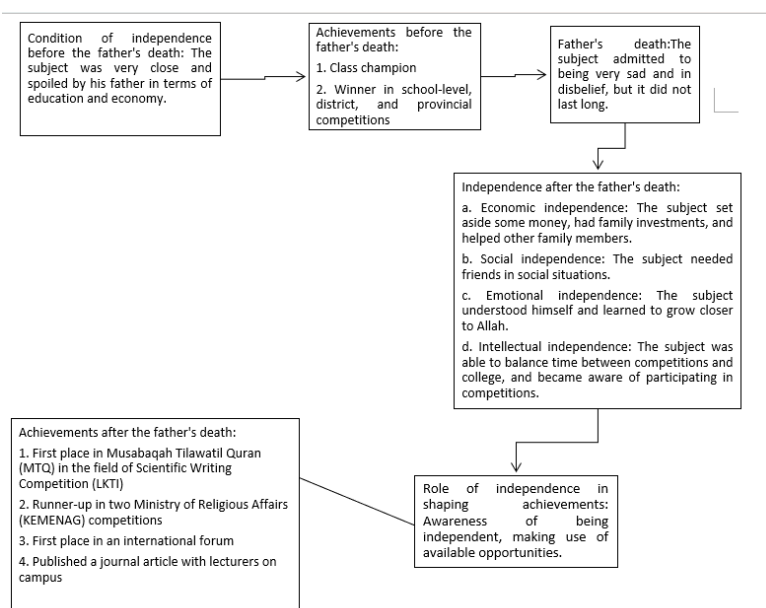 Condition of independence
before the father's death: The
subject was very close and
spoiled by his father in terms of
education and economy.
Achievements before the
father's death:
1. Class champion
2. Winner in school-level,
district, and provincial
competitions
Father's death:The
subject admitted to
being very sad and in
disbelief, but it did not
last long.
Independence after the father's death:
a. Economic independence: The subject set
aside some money, had family investments, and
helped other family members.
b. Social independence: The subject needed
friends in social situations.
c. Emotional independence: The subject
understood himself and learned to grow closer
to Allah.
d. Intellectual independence: The subject was
able to balance time between competitions and
college, and became aware of participating in
competitions.
Role of independence in
shaping achievements:
Awareness of being
independent, making use of
available opportunities.
Achievements after the father's death:
1. First place in Musabaqah Tilawatil Quran
(MTQ) in the field of Scientific Writing
Competition (LKTI)
2. Runner-up in two Ministry of Religious Affairs
(KEMENAG) competitions
3. First place in an international forum
4. Published a journal article with lecturers on
campus